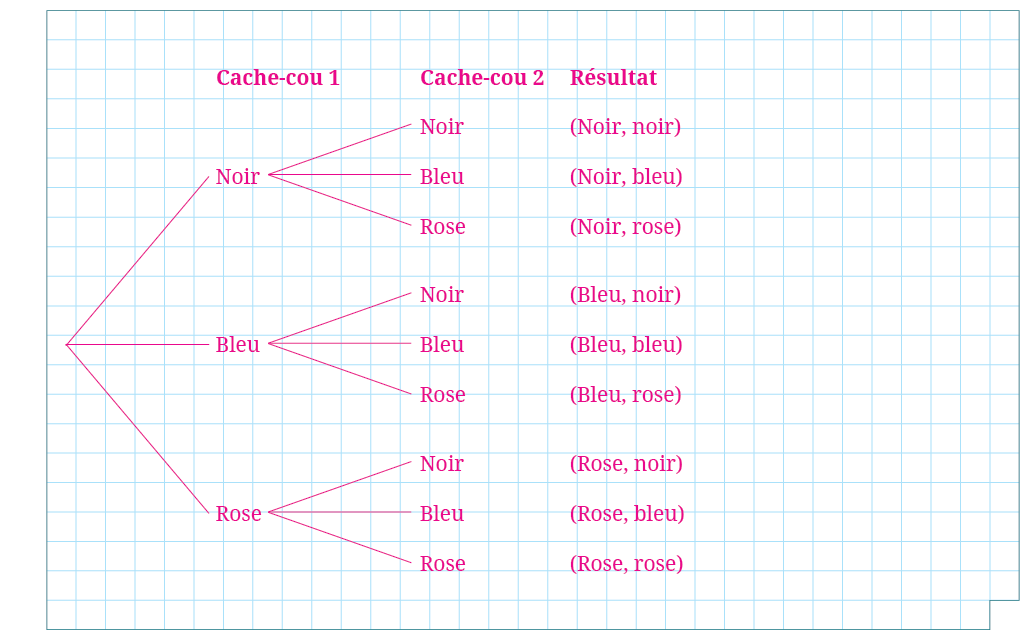 Cache-cou 1 Cache-cou 2 Résultat
Noir (Noir, noir)
Noir Bleu (Noir, bleu)
Rose (Noir, rose)
Noir (Bleu, noir)
Bleu Bleu (Bleu, bleu)
Rose (Bleu, rose)
Noir (Rose, noir)
Rose Bleu (Rose, bleu)
Rose (Rose, rose)